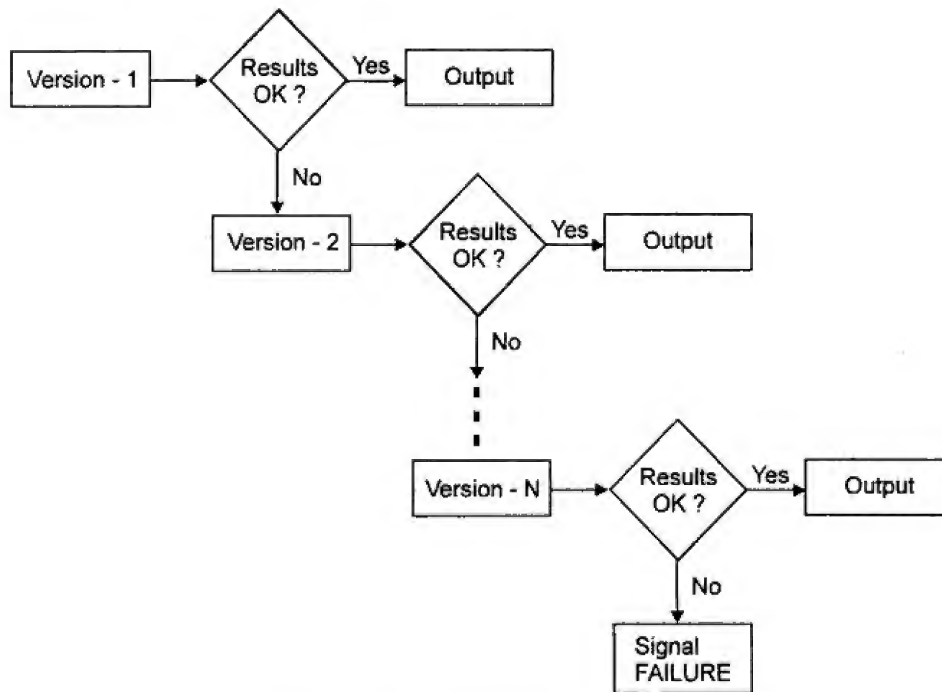 Version - 1
Results
OK ?
Yes
Output
No
Version - 2
Results
OK ?
Yes
Output
No
Version - N
Results
OK ?
Yes
Output
No
Signal
FAILURE